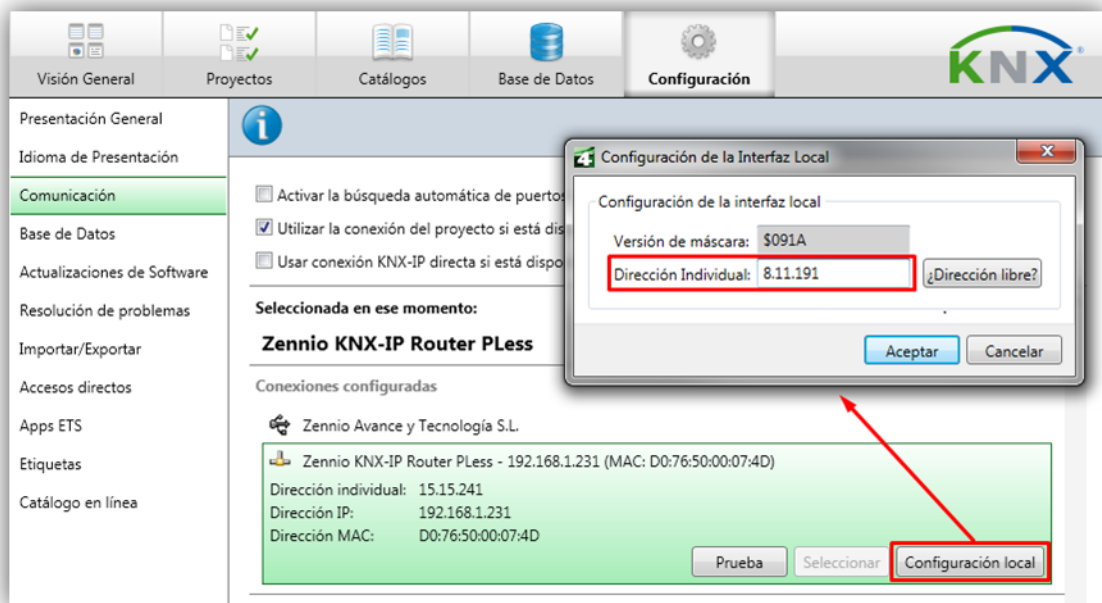 Visión General
Proyectos
Catálogos
Base de Datos
Configuración
KNX
Presentación General
Idioma de Presentación
Comunicación
Base de Datos
Actualizaciones de Software
Resolución de problemas
Importar/Exportar
Accesos directos
Apps ETS
Etiquetas
Catálogo en línea
Activar la búsqueda automática de puertos
Utilizar la conexión del proyecto si está dis
Usar conexión KNX-IP directa si está dispo
Seleccionada en ese momento:
Zennio KNX-IP Router PLess
Conexiones configuradas
Zennio Avance y Tecnología S.L.
Zennio KNX-IP Router PLess - 192.168.1.231 (MAC: D0:76:50:00:07:4D)
Dirección individual: 15.15.241
Dirección IP: 192.168.1.231
Dirección MAC: D0:76:50:00:07:4D
Prueba Seleccionar Configuración local
4 Configuración de la Interfaz Local
Configuración de la interfaz local
Versión de máscara: $091A
Dirección Individual: 8.11.191 ¿Dirección libre?
Aceptar Cancelar